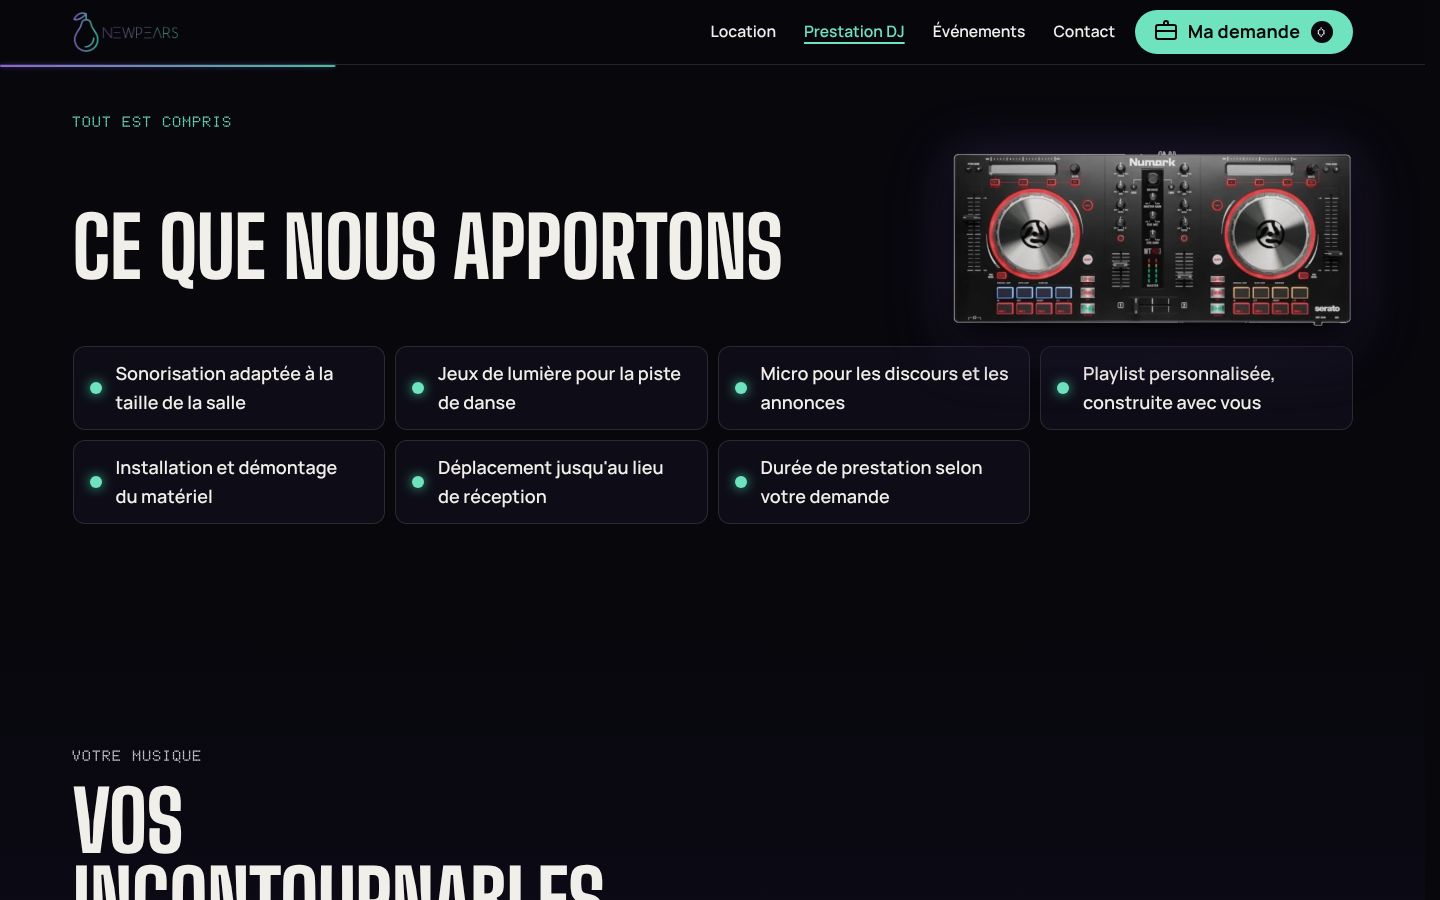 NEWPEARS
Location
Prestation DJ
Événements
Contact
Ma demande
0
TOUT EST COMPRIS
CE QUE NOUS APPORTONS
Numark
serato
Sonorisation adaptée à la
taille de la salle
Jeux de lumière pour la piste
de danse
Micro pour les discours et les
annonces
Playlist personnalisée,
construite avec vous
Installation et démontage
du matériel
Déplacement jusqu'au lieu
de réception
Durée de prestation selon
votre demande
VOTRE MUSIQUE
VOS
INCONTOURNABLES